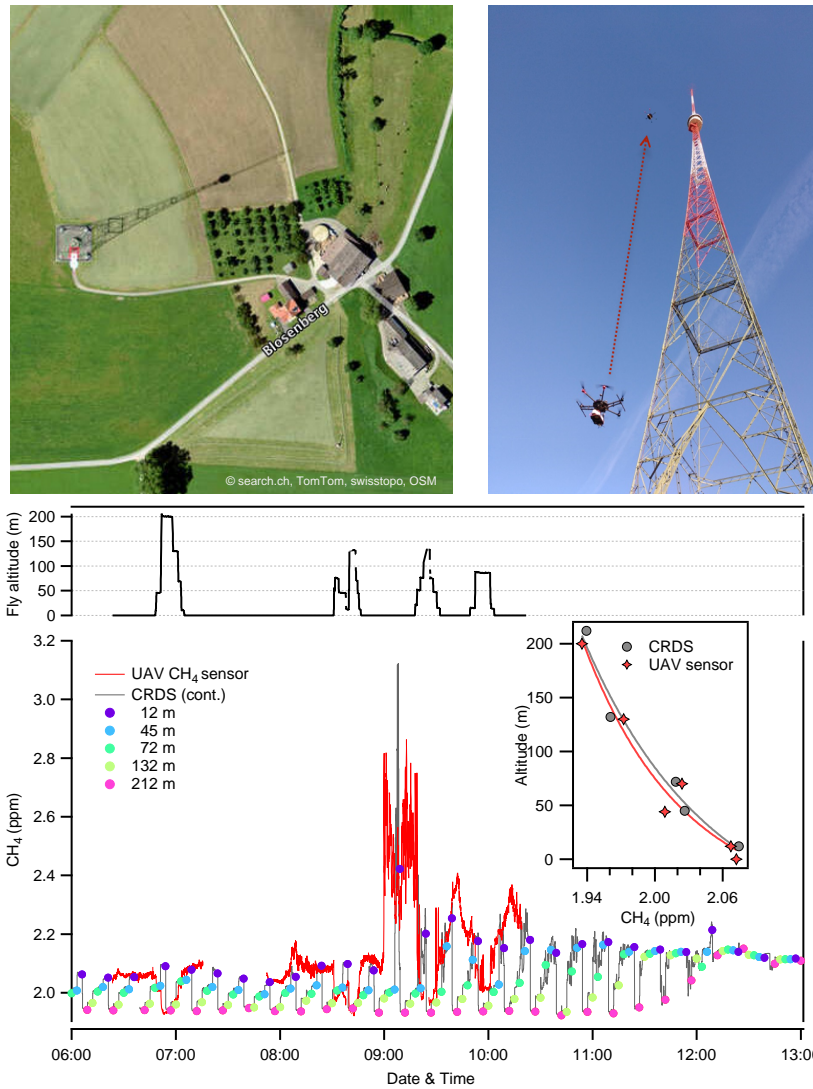 Blosenberg
© search.ch, TomTom, swisstopo, OSM
Fly altitude (m)
200
150
100
50
0
CH₄ (ppm)
3.2
3.0
2.8
2.6
2.4
2.2
2.0
UAV CH₄ sensor
CRDS (cont.)
12 m
45 m
72 m
132 m
212 m
Altitude (m)
200
150
100
50
0
CRDS
UAV sensor
1.94
2.00
2.06
CH₄ (ppm)
06:00
07:00
08:00
09:00
10:00
11:00
12:00
13:0
Date & Time